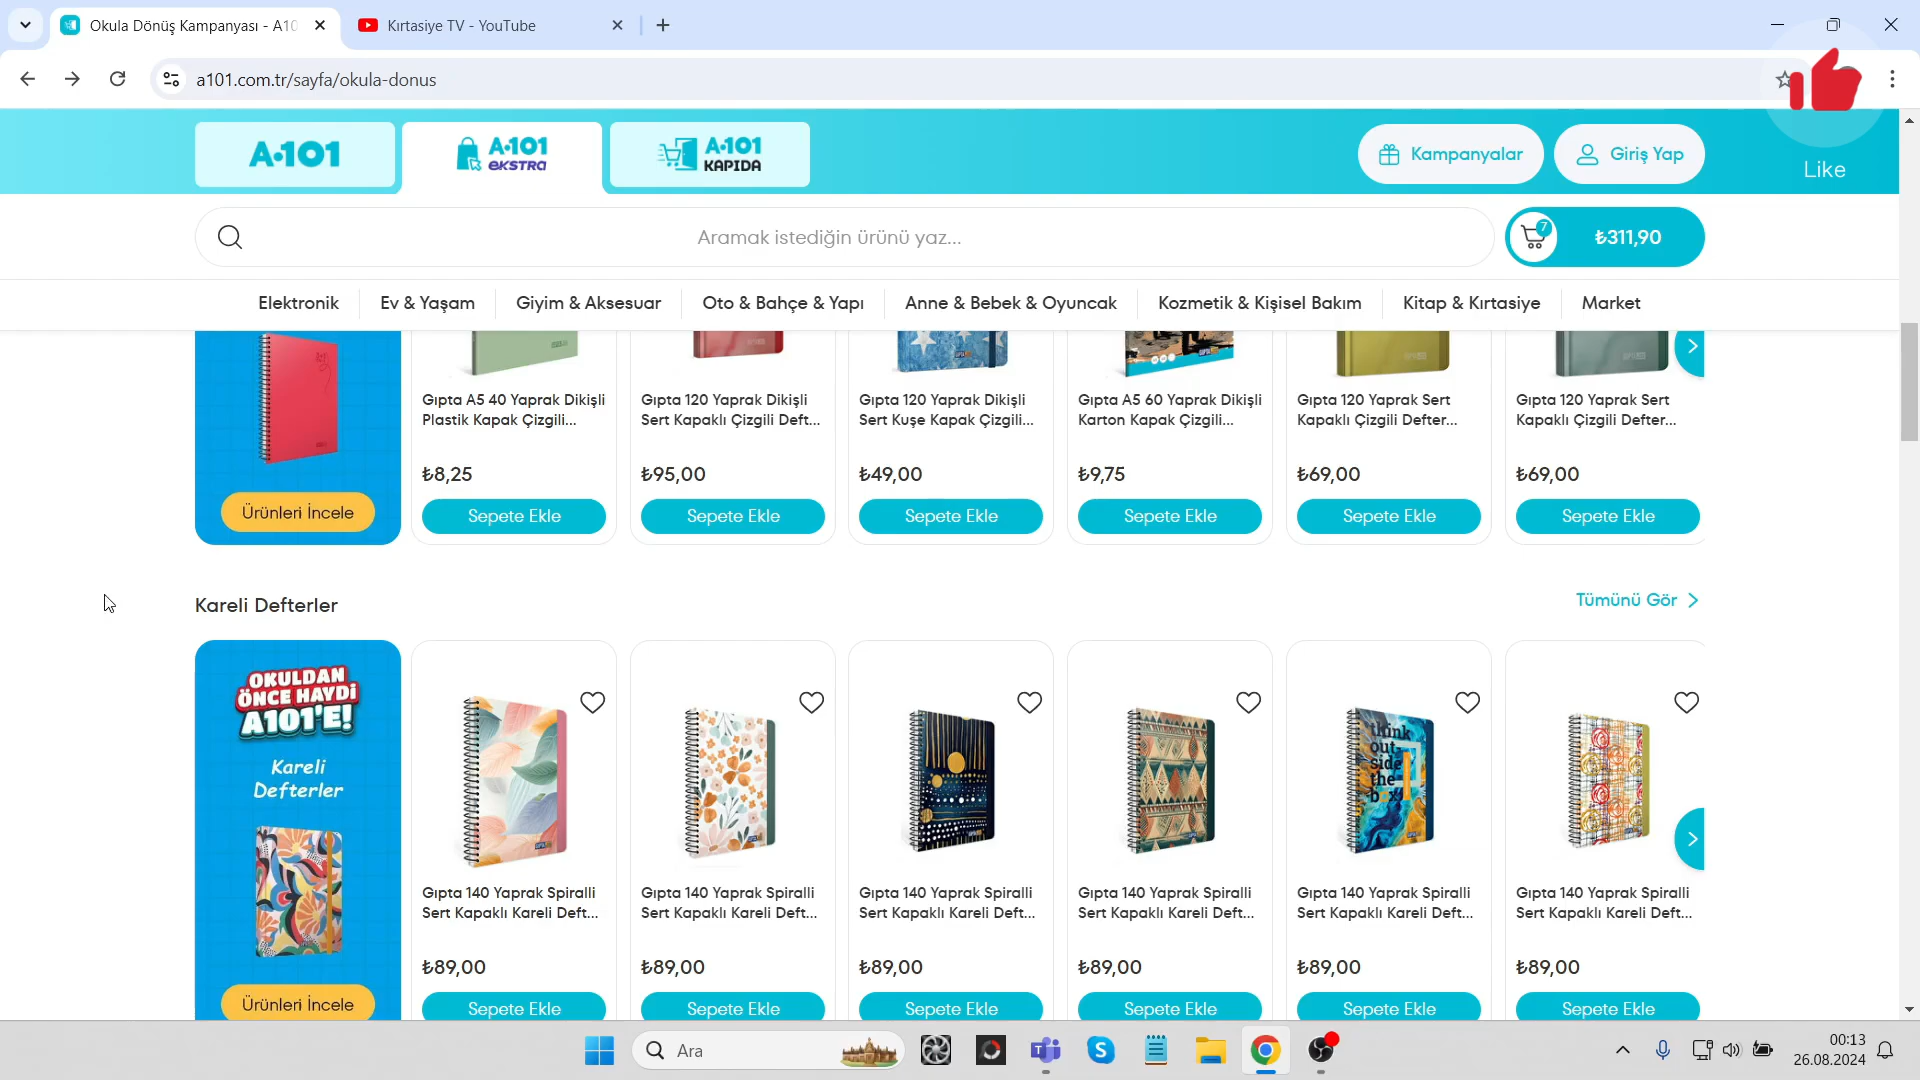 Okula Dönüş Kampanyası - A10
Kırtasiye TV - YouTube
a101.com.tr/sayfa/okula-donus
A101
A101 EKSTRA
A101 KAPIDA
Kampanyalar
Giriş Yap
Like
Aramak istediğin ürünü yaz...
7
₺311,90
Elektronik
Ev & Yaşam
Giyim & Aksesuar
Oto & Bahçe & Yapı
Anne & Bebek & Oyuncak
Kozmetik & Kişisel Bakım
Kitap & Kırtasiye
Market
Ürünleri İncele
Gıpta A5 40 Yaprak Dikişli
Plastik Kapak Çizgili...
₺8,25
Sepete Ekle
Gıpta 120 Yaprak Dikişli
Sert Kapaklı Çizgili Deft...
₺95,00
Sepete Ekle
Gıpta 120 Yaprak Dikişli
Sert Kuşe Kapak Çizgili...
₺49,00
Sepete Ekle
Gıpta A5 60 Yaprak Dikişli
Karton Kapak Çizgili...
₺9,75
Sepete Ekle
Gıpta 120 Yaprak Sert
Kapaklı Çizgili Defter...
₺69,00
Sepete Ekle
Gıpta 120 Yaprak Sert
Kapaklı Çizgili Defter...
₺69,00
Sepete Ekle
Kareli Defterler
Tümünü Gör
OKULDAN
ÖNCE HAYDİ
A101'E!
Kareli
Defterler
Ürünleri İncele
Gıpta 140 Yaprak Spiralli
Sert Kapaklı Kareli Deft...
₺89,00
Sepete Ekle
Gıpta 140 Yaprak Spiralli
Sert Kapaklı Kareli Deft...
₺89,00
Sepete Ekle
Gıpta 140 Yaprak Spiralli
Sert Kapaklı Kareli Deft...
₺89,00
Sepete Ekle
Gıpta 140 Yaprak Spiralli
Sert Kapaklı Kareli Deft...
₺89,00
Sepete Ekle
think
out-
side
the
box
Gıpta 140 Yaprak Spiralli
Sert Kapaklı Kareli Deft...
₺89,00
Sepete Ekle
Gıpta 140 Yaprak Spiralli
Sert Kapaklı Kareli Deft...
₺89,00
Sepete Ekle
Ara
00:13
26.08.2024